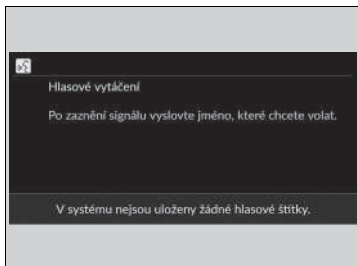 Hlasové vytáčení
Po zaznění signálu vyslovte jméno, které chcete volat.
V systému nejsou uloženy žádné hlasové štítky.